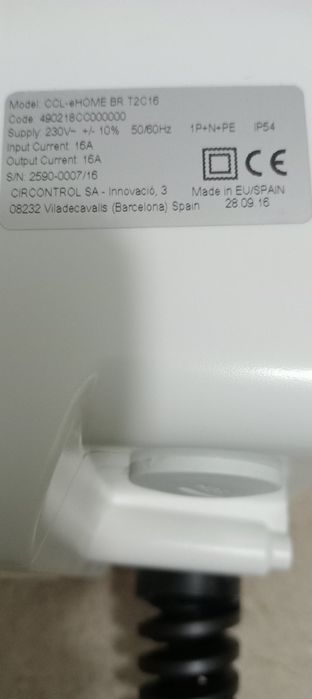 Model: CCL-eHOME BR T2C16
Code: 490218CC000000
Supply: 230V~ +/- 10% 50/60Hz 1P+N+PE IP54
Input Current: 16A
Output Current: 16A
S/N: 2590-0007/16
CE
CIRCONTROL SA - Innovació, 3 Made in EU/SPAIN
08232 Viladecavalls (Barcelona) Spain 28.09.16